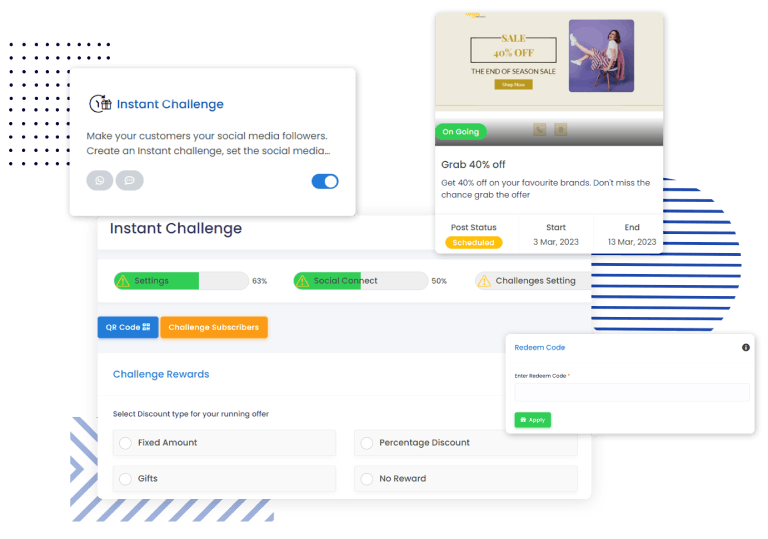 SALE
40% OFF
THE END OF SEASON SALE
Shop More
On Going
Grab 40% off
Get 40% off on your favourite brands. Don't miss the
chance grab the offer
Post Status
Start
End
Scheduled
3 Mar, 2023
13 Mar, 2023
Instant Challenge
Make your customers your social media followers.
Create an Instant challenge, set the social media...
Instant Challenge
Settings
63%
Social Connect
50%
Challenges Setting
QR Code
Challenge Subscribers
Challenge Rewards
Select Discount type for your running offer
Fixed Amount
Percentage Discount
Gifts
No Reward
Redeem Code
Enter Redeem Code *
Apply